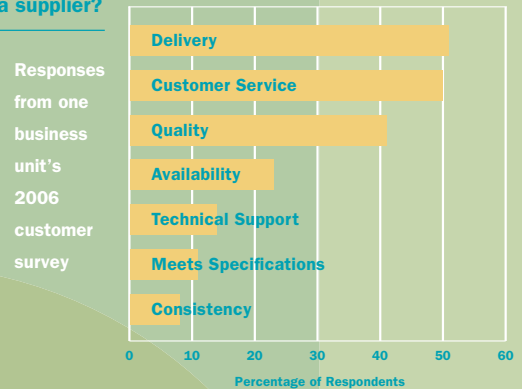 a supplier?
Responses
from one
business
unit's
2006
customer
survey
Delivery
Customer Service
Quality
Availability
Technical Support
Meets Specifications
Consistency
0 10 20 30 40 50 60
Percentage of Respondents